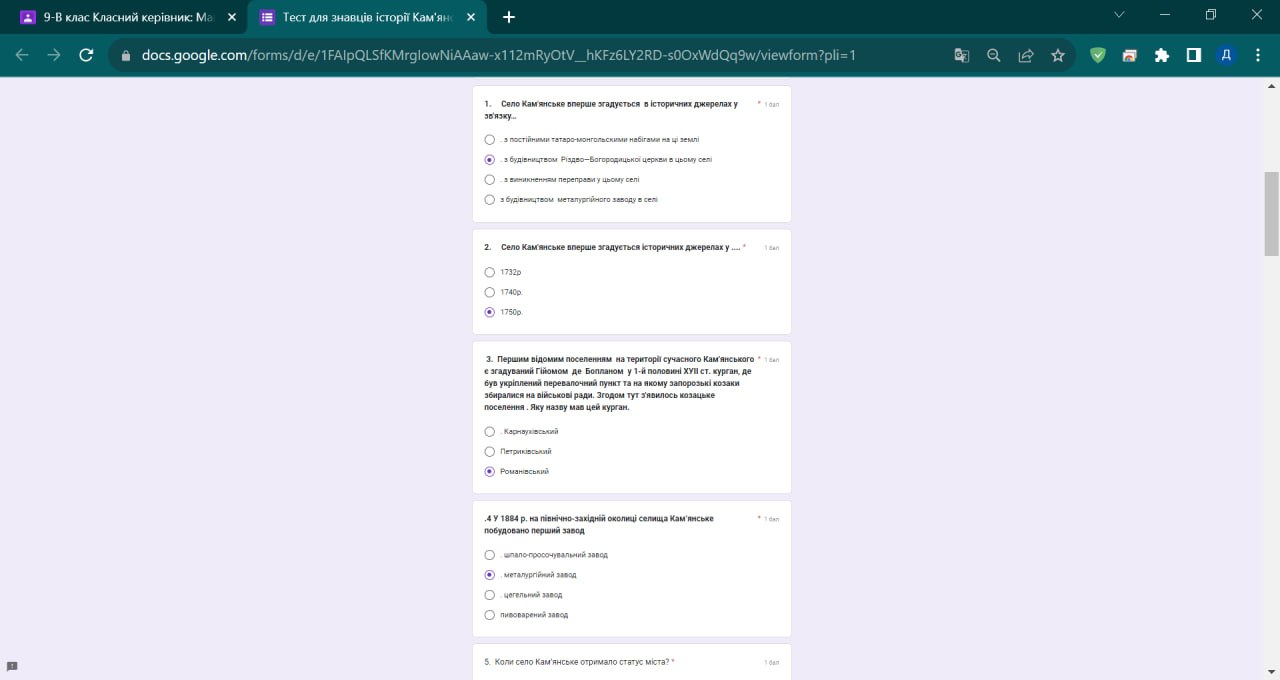 9-В клас Класний керівник: Ма
Тест для знавців історії Кам'ян
docs.google.com/forms/d/e/1FAIpQLSfKMrgIowNiAAaw-x112mRyOtV__hKFz6LY2RD-s0OxWdQq9w/viewform?pli=1
Д
1. Село Кам'янське вперше згадується в історичних джерелах у * 1 бал
зв'язку…
. з постійними татаро-монгольскими набігами на ці землі
. з будівництвом Різдво—Богородицької церкви в цьому селі
. з виникненням переправи у цьому селі
з будівництвом металургійного заводу в селі
2. Село Кам'янське вперше згадується історичних джерелах у .... * 1 бал
1732р
1740р.
1750р.
3. Першим відомим поселенням на території сучасного Кам'янського * 1 бал
є згадуваний Гійомом де Бопланом у 1-й половині XYII ст. курган, де
був укріплений перевалочний пункт та на якому запорозькі козаки
збиралися на військові ради. Згодом тут з'явилось козацьке
поселення . Яку назву мав цей курган.
. Карнаухівський
Петриківський
Романівський
.4 У 1884 р. на північно-західній околиці селища Кам'янське * 1 бал
побудовано перший завод
. шпало-просочувальний завод
. металургійний завод
. цегельний завод
пивоварений завод
5. Коли село Кам'янське отримало статус міста? * 1 бал